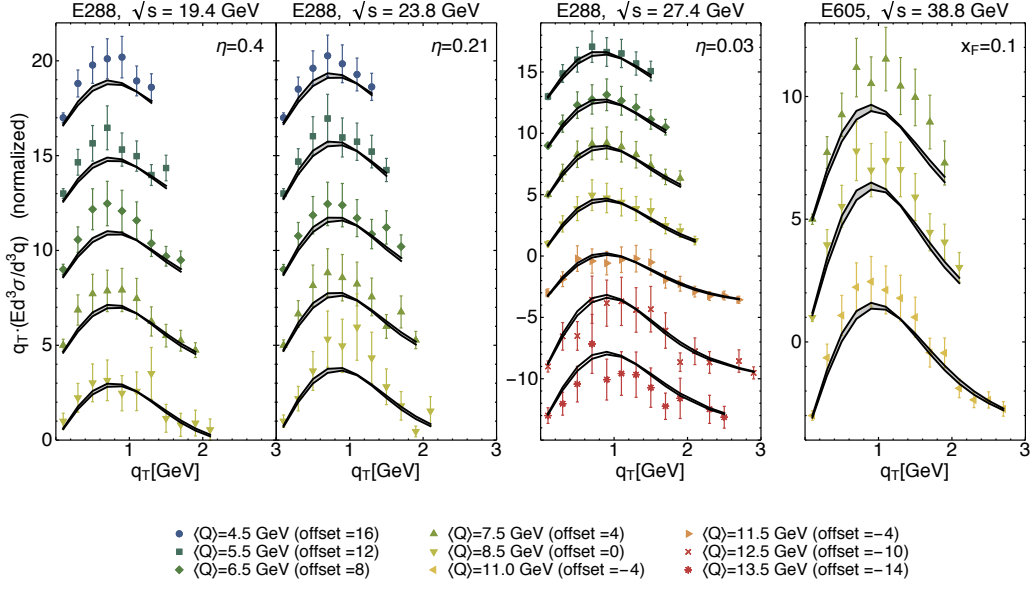 E288, √s = 19.4 GeV
E288, √s = 23.8 GeV
E288, √s = 27.4 GeV
E605, √s = 38.8 GeV
η=0.4
η=0.21
η=0.03
x_F=0.1
q_T·(Ed³σ/d³q) (normalized)
20
15
10
5
0
15
10
5
0
−5
−10
10
5
0
0 1 2 3
0 1 2 3
0 1 2 3
0 1 2 3
q_T[GeV]
q_T[GeV]
q_T[GeV]
q_T[GeV]
⟨Q⟩=4.5 GeV (offset =16)
⟨Q⟩=5.5 GeV (offset =12)
⟨Q⟩=6.5 GeV (offset =8)
⟨Q⟩=7.5 GeV (offset =4)
⟨Q⟩=8.5 GeV (offset =0)
⟨Q⟩=11.0 GeV (offset =−4)
⟨Q⟩=11.5 GeV (offset =−4)
⟨Q⟩=12.5 GeV (offset =−10)
⟨Q⟩=13.5 GeV (offset =−14)